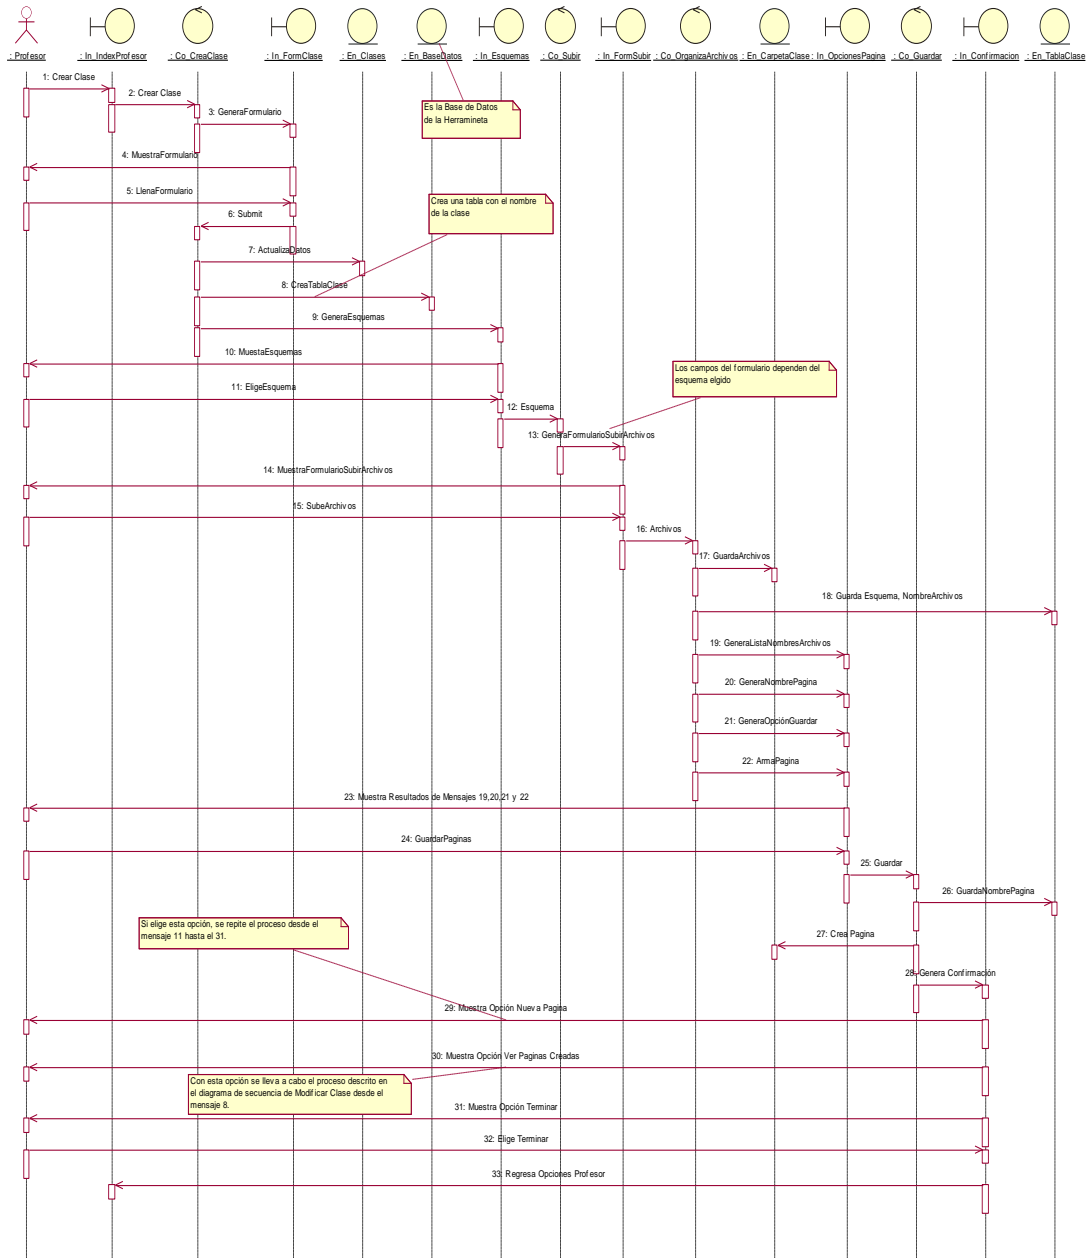 : Profesor
: In_IndexProfesor
: Co_CreaClase
: In_FormClase
: En_Clases
: En_BaseDatos
: In_Esquemas
: Co_Subir
: In_FormSubir
: Co_OrganizaArchivos
: En_CarpetaClase
: In_OpcionesPagina
: Co_Guardar
: In_Confirmacion
: En_TablaClase
1: Crear Clase
2: Crear Clase
Es la Base de Datos
de la Herramineta
3: GeneraFormulario
4: MuestraFormulario
5: LlenaFormulario
Crea una tabla con el nombre
de la clase
6: Submit
7: ActualizaDatos
8: CreaTablaClase
9: GeneraEsquemas
10: MuestaEsquemas
Los campos del formulario dependen del
esquema elgido
11: EligeEsquema
12: Esquema
13: GeneraFormularioSubirArchivos
14: MuestraFormularioSubirArchivos
15: SubeArchivos
16: Archivos
17: GuardaArchivos
18: Guarda Esquema, NombreArchivos
19: GeneraListaNombresArchivos
20: GeneraNombrePagina
21: GeneraOpciónGuardar
22: ArmaPagina
23: Muestra Resultados de Mensajes 19,20,21 y 22
24: GuardarPaginas
25: Guardar
26: GuardaNombrePagina
Si elige esta opción, se repite el proceso desde el
mensaje 11 hasta el 31.
27: Crea Pagina
28: Genera Confirmación
29: Muestra Opción Nueva Pagina
30: Muestra Opción Ver Paginas Creadas
Con esta opción se lleva a cabo el proceso descrito en
el diagrama de secuencia de Modificar Clase desde el
mensaje 8.
31: Muestra Opción Terminar
32: Elige Terminar
33: Regresa Opciones Profesor